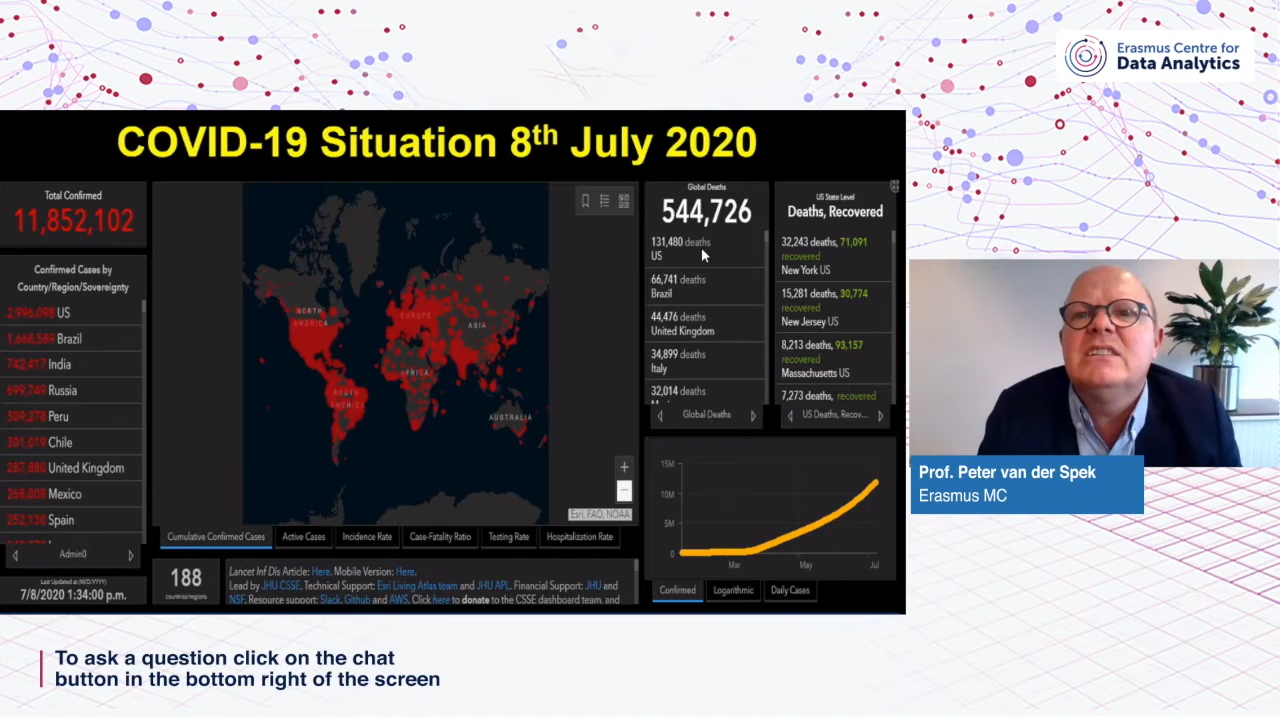 Erasmus Centre for
Data Analytics
COVID-19 Situation 8th July 2020
Total Confirmed
11,852,102
Confirmed Cases by
Country/Region/Sovereignty
2,996,098 US
1,668,589 Brazil
742,417 India
699,749 Russia
309,278 Peru
301,019 Chile
287,880 United Kingdom
268,008 Mexico
252,130 Spain
Admin0
Last Updated at (M/D/YYYY)
7/8/2020 1:34:00 p.m.
NORTH
AMERICA
EUROPE
ASIA
AFRICA
SOUTH
AMERICA
AUSTRALIA
Esri, FAO, NOAA
Cumulative Confirmed Cases
Active Cases
Incidence Rate
Case-Fatality Ratio
Testing Rate
Hospitalization Rate
188
countries/regions
Lancet Inf Dis Article: Here. Mobile Version: Here.
Lead by JHU CSSE. Technical Support: Esri Living Atlas team and JHU APL. Financial Support: JHU and
NSF. Resource support: Slack, Github and AWS. Click here to donate to the CSSE dashboard team, and
Global Deaths
544,726
131,480 deaths
US
66,741 deaths
Brazil
44,476 deaths
United Kingdom
34,899 deaths
Italy
32,014 deaths
Global Deaths
US State Level
Deaths, Recovered
32,243 deaths, 71,091
recovered
New York US
15,281 deaths, 30,774
recovered
New Jersey US
8,213 deaths, 93,157
recovered
Massachusetts US
7,273 deaths, recovered
US Deaths, Recov...
15M
10M
5M
0
Mar
May
Jul
Confirmed
Logarithmic
Daily Cases
Prof. Peter van der Spek
Erasmus MC
To ask a question click on the chat
button in the bottom right of the screen